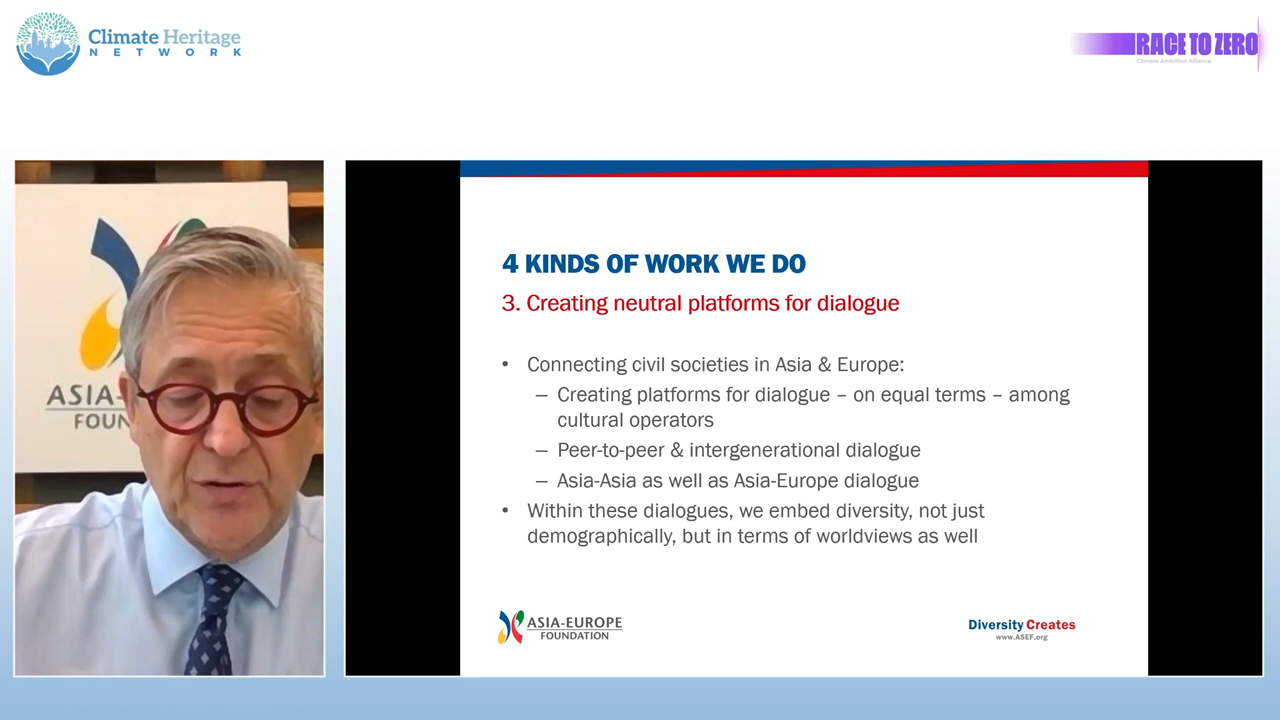 Climate Heritage
NETWORK
RACE TO ZERO
Climate Ambition Alliance
ASIA-
FOUN
4 KINDS OF WORK WE DO
3. Creating neutral platforms for dialogue
• Connecting civil societies in Asia & Europe:
– Creating platforms for dialogue – on equal terms – among
cultural operators
– Peer-to-peer & intergenerational dialogue
– Asia-Asia as well as Asia-Europe dialogue
• Within these dialogues, we embed diversity, not just
demographically, but in terms of worldviews as well
ASIA-EUROPE
FOUNDATION
Diversity Creates
www.ASEF.org